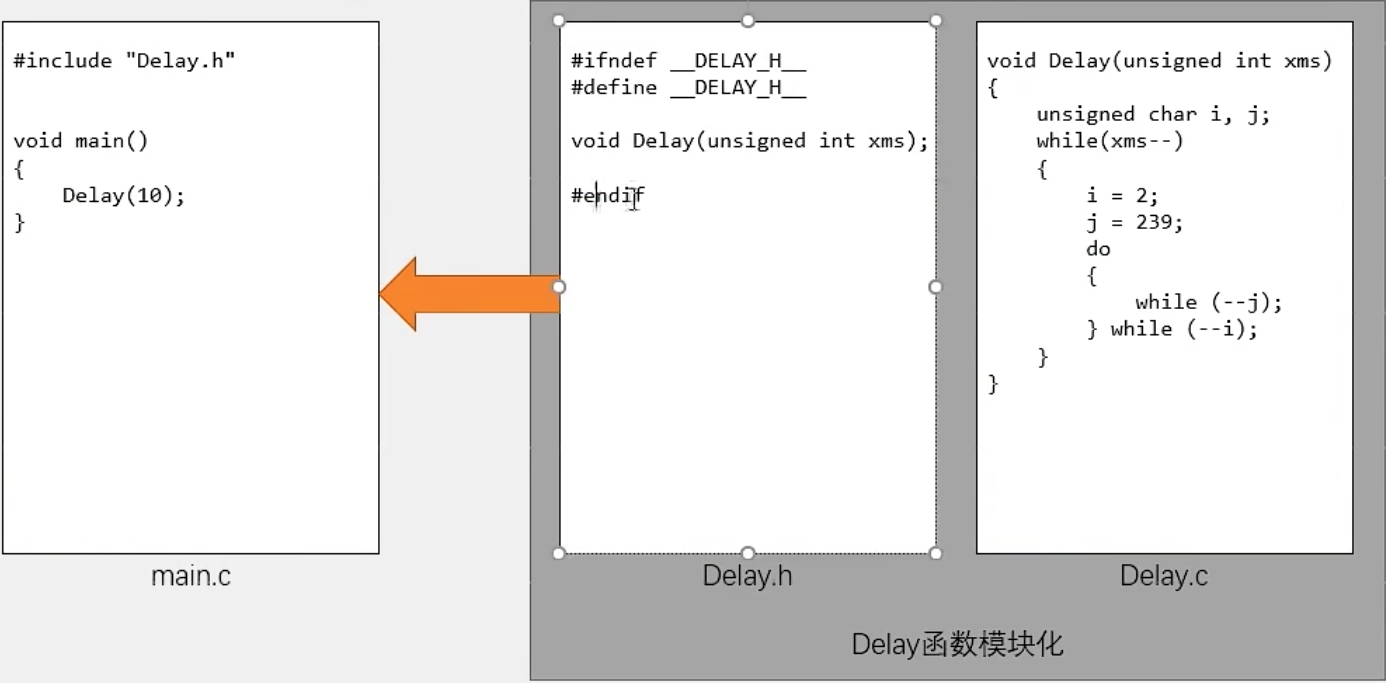 #include "Delay.h"
void main()
{
    Delay(10);
}
main.c
#ifndef __DELAY_H__
#define __DELAY_H__
void Delay(unsigned int xms);
#endif
Delay.h
void Delay(unsigned int xms)
{
    unsigned char i, j;
    while(xms--)
    {
        i = 2;
        j = 239;
        do
        {
            while (--j);
        } while (--i);
    }
}
Delay.c
Delay函数模块化